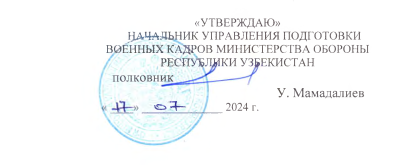 «УТВЕРЖДАЮ»
НАЧАЛЬНИК УПРАВЛЕНИЯ ПОДГОТОВКИ
ВОЕННЫХ КАДРОВ МИНИСТЕРСТВА ОБОРОНЫ
РЕСПУБЛИКИ УЗБЕКИСТАН
полковник
У. Мамадалиев
« 17 » 07 2024 г.